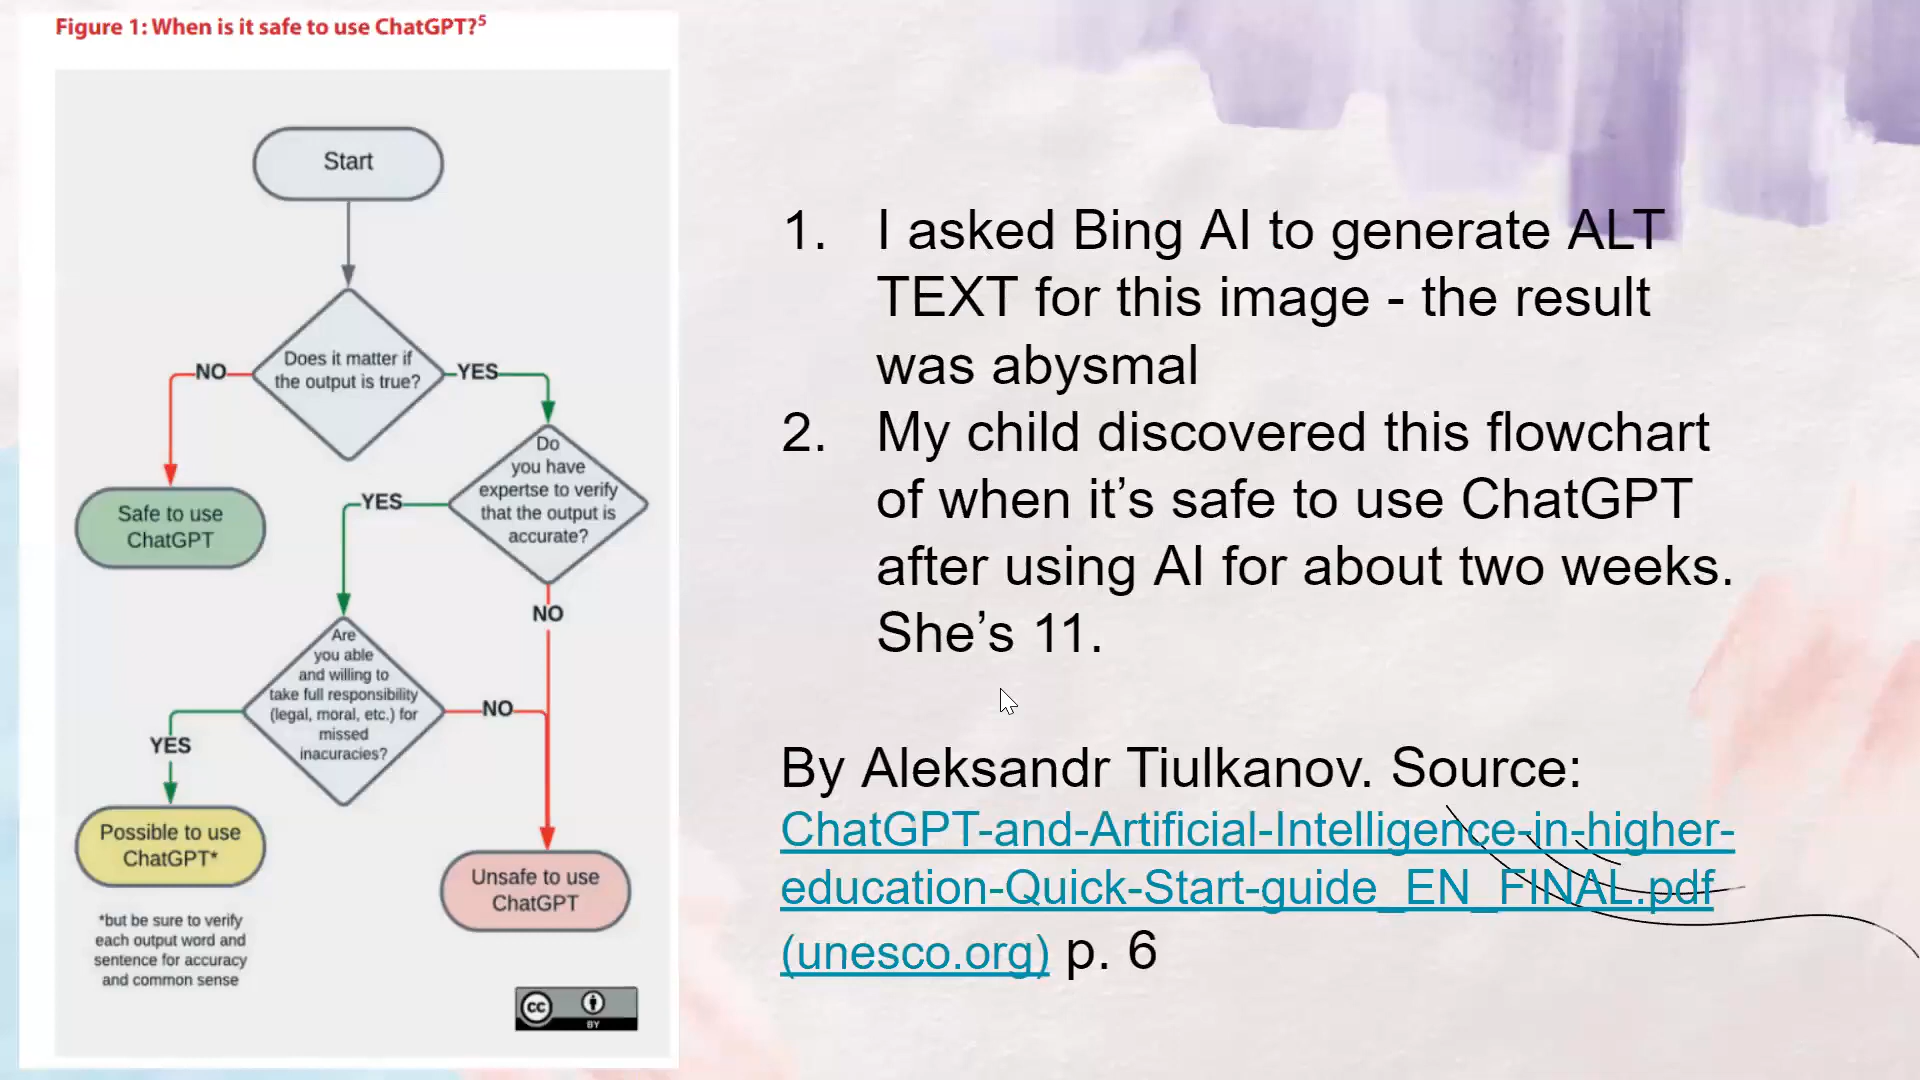 Figure 1: When is it safe to use ChatGPT?5
Start
Does it matter if
the output is true?
NO
YES
Safe to use
ChatGPT
Do
you have
expertse to verify
that the output is
accurate?
YES
NO
Are
you able
and willing to
take full responsibility
(legal, moral, etc.) for
missed
inacuracies?
NO
YES
Possible to use
ChatGPT*
Unsafe to use
ChatGPT
*but be sure to verify
each output word and
sentence for accuracy
and common sense
cc
BY
1. I asked Bing AI to generate ALT
TEXT for this image - the result
was abysmal
2. My child discovered this flowchart
of when it’s safe to use ChatGPT
after using AI for about two weeks.
She’s 11.
By Aleksandr Tiulkanov. Source:
ChatGPT-and-Artificial-Intelligence-in-higher-
education-Quick-Start-guide_EN_FINAL.pdf
(unesco.org) p. 6